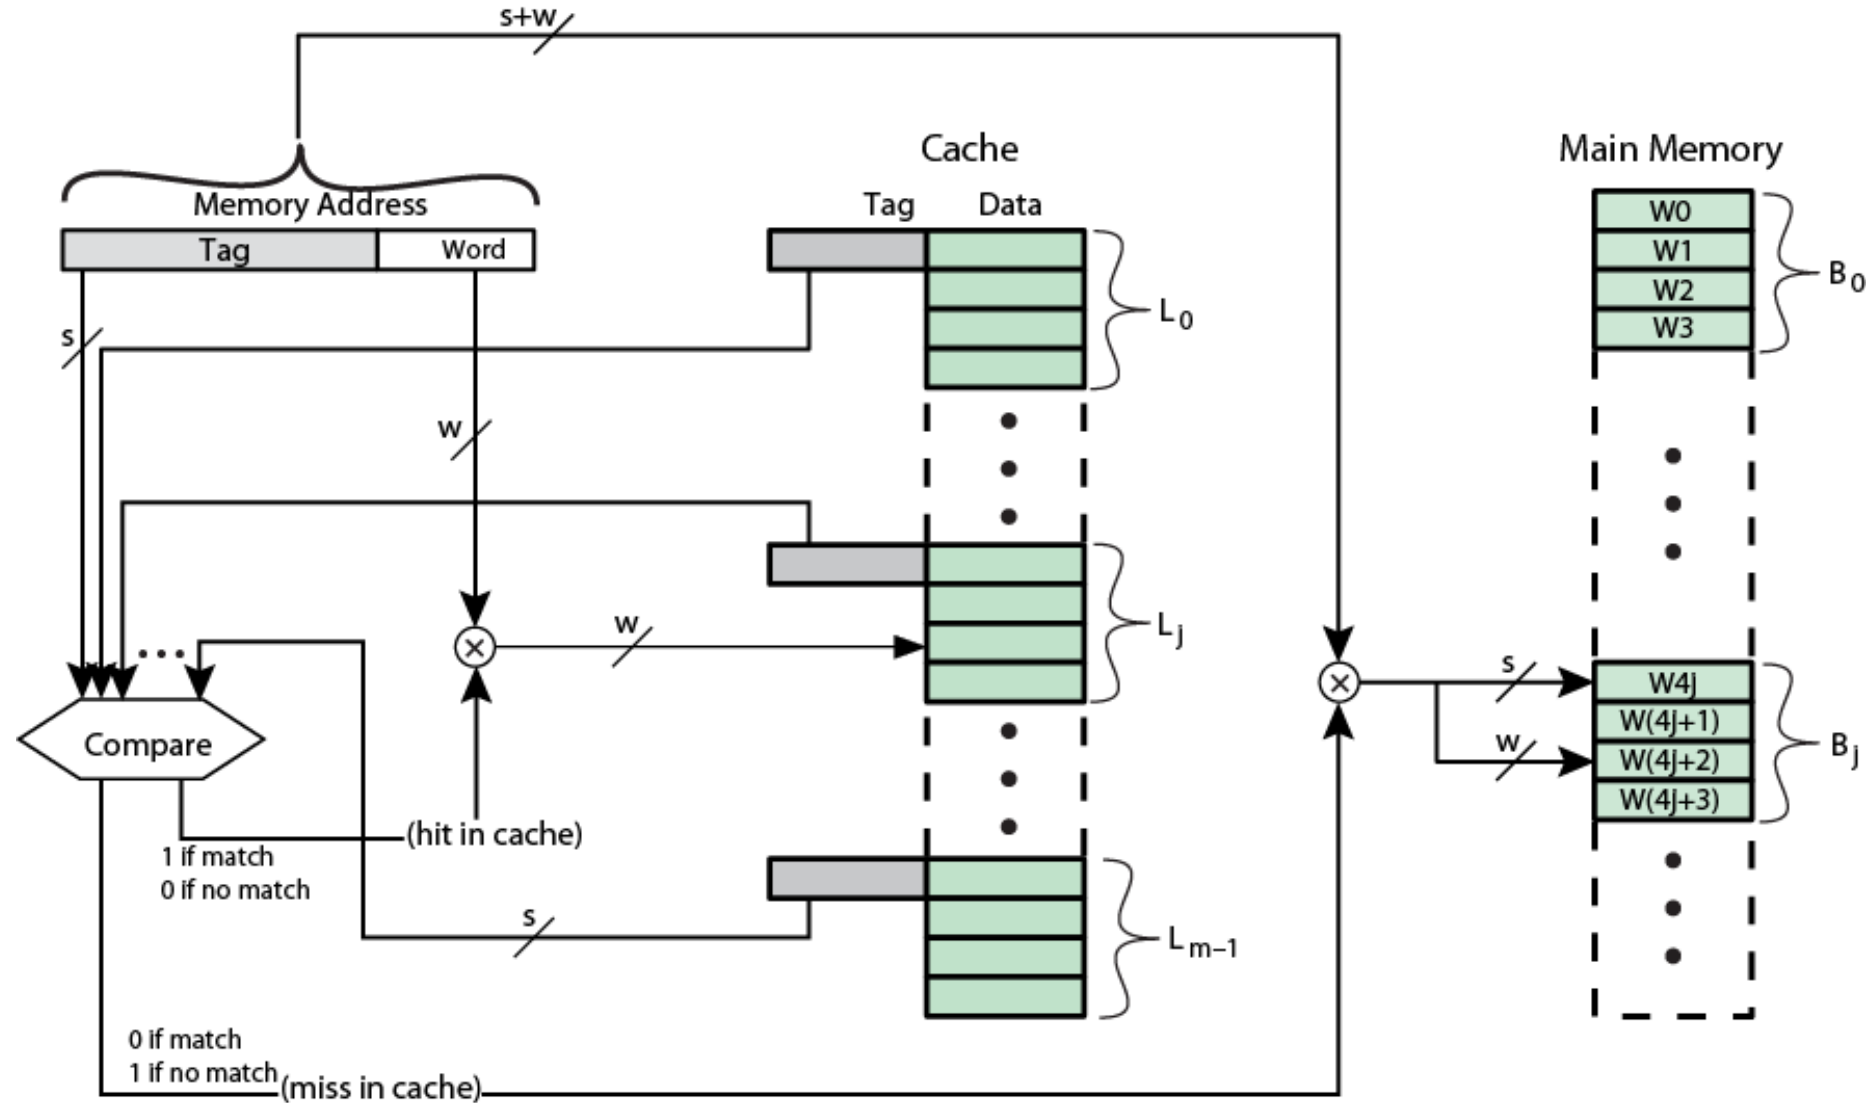 s+w
Cache
Main Memory
Memory Address
Tag
Data
Tag
Word
W0
W1
W2
W3
B0
L0
s
w
Lj
w
Compare
(hit in cache)
1 if match
0 if no match
s
w
W4j
W(4j+1)
W(4j+2)
W(4j+3)
Bj
s
Lm–1
0 if match
1 if no match
(miss in cache)